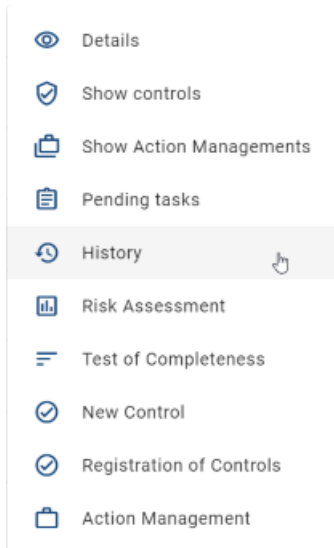 Details
Show controls
Show Action Managements
Pending tasks
History
Risk Assessment
Test of Completeness
New Control
Registration of Controls
Action Management